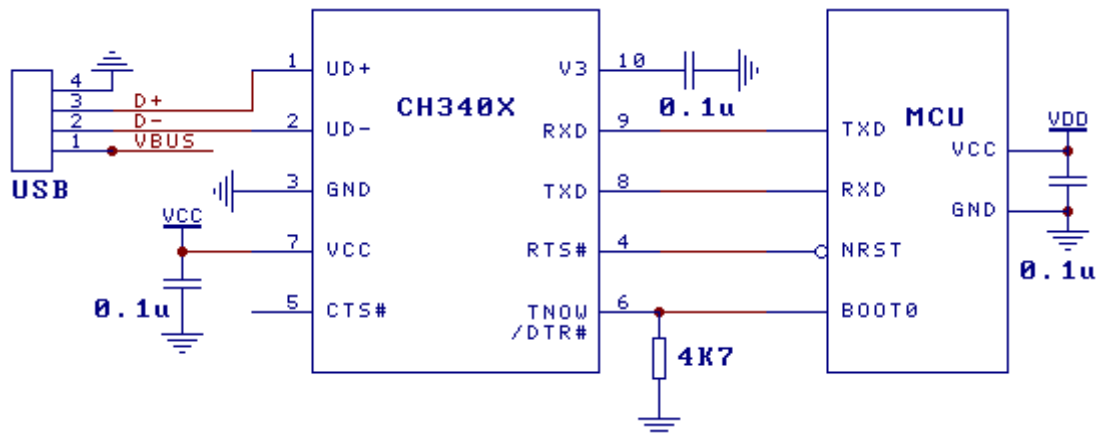 4
3 D+
2 D-
1 VBUS
USB
CH340X
1 UD+
2 UD-
3 GND
VCC
7 VCC
0.1u
5 CTS#
V3 10
0.1u
RXD 9
TXD 8
RTS# 4
TNOW 6
/DTR#
4K7
MCU
TXD
RXD
NRST
BOOT0
VCC
GND
VDD
0.1u